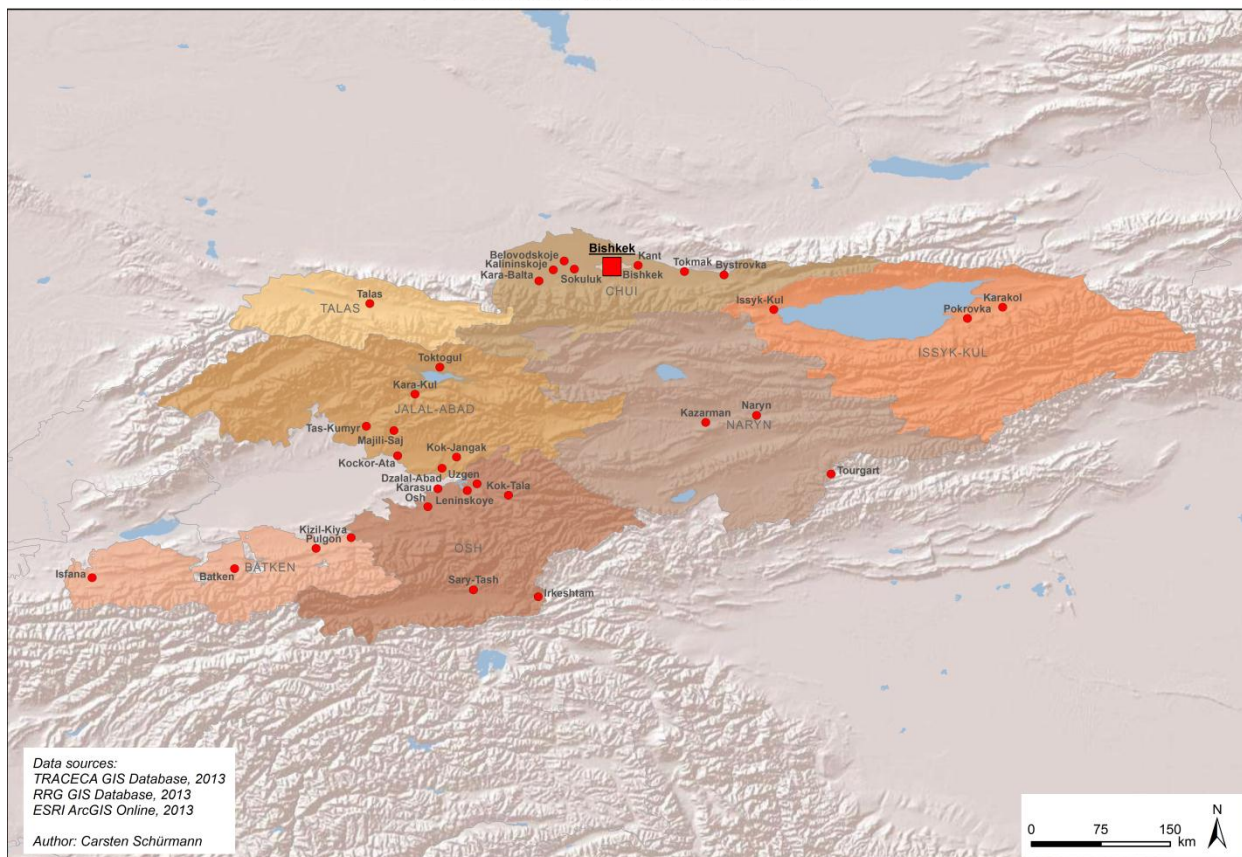 Bishkek
Belovodskoje
Kalininskoje
Kara-Balta
Sokuluk
Bishkek
Kant
Tokmak
Bystrovka
CHUI
Talas
TALAS
Issyk-Kul
Karakol
Pokrovka
ISSYK-KUL
Toktogul
Kara-Kul
JALAL-ABAD
Tas-Kumyr
Majili-Saj
Kazarman
Naryn
NARYN
Kok-Jangak
Kockor-Ata
Dzalal-Abad
Uzgen
Karasu
Osh
Leninskoye
Kok-Tala
Tourgart
Kizil-Kiya
Pulgon
OSH
Isfana
Batken
BATKEN
Sary-Tash
Irkeshtam
Data sources:
TRACECA GIS Database, 2013
RRG GIS Database, 2013
ESRI ArcGIS Online, 2013
Author: Carsten Schürmann
N
0 75 150
km